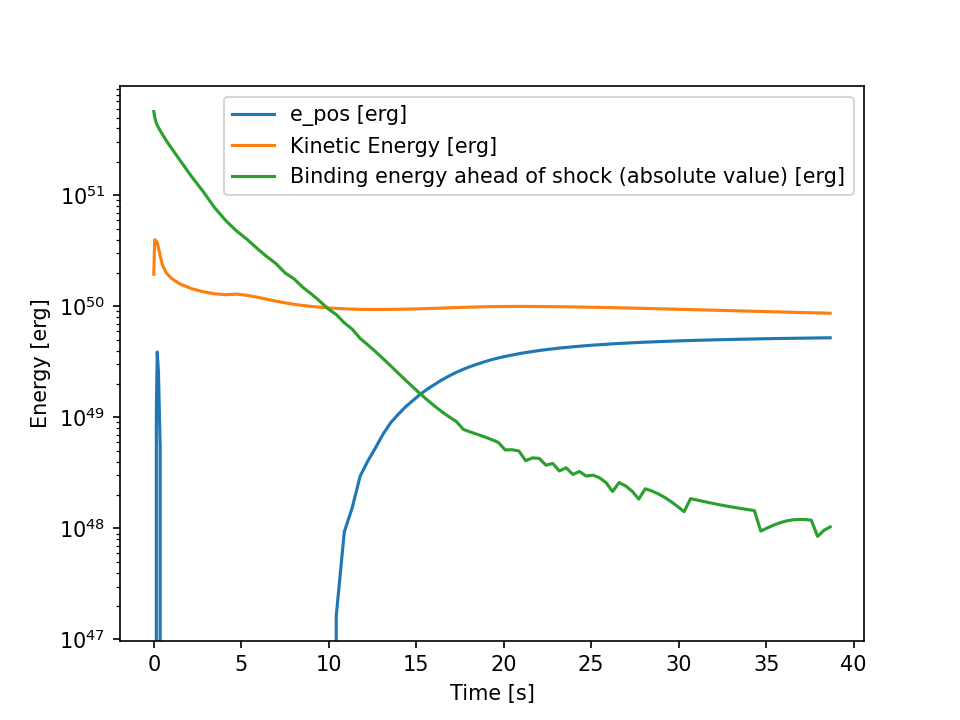 e_pos [erg]
Kinetic Energy [erg]
Binding energy ahead of shock (absolute value) [erg]
10^51
10^50
10^49
10^48
10^47
Energy [erg]
0 5 10 15 20 25 30 35 40
Time [s]